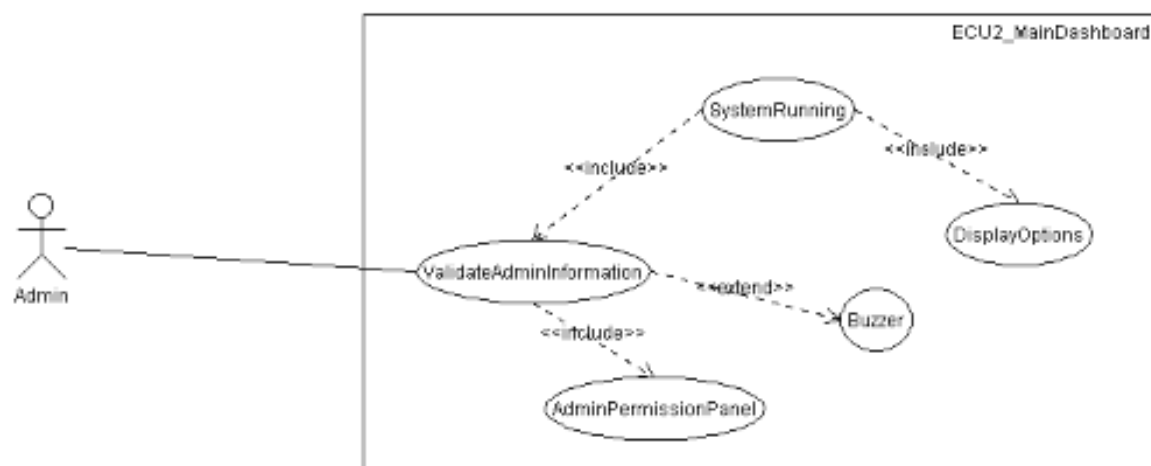 ECU2_MainDashboard
SystemRunning
<<include>>
<<include>>
DisplayOptions
Admin
ValidateAdminInformation
<<extend>>
Buzzer
<<include>>
AdminPermissionPanel